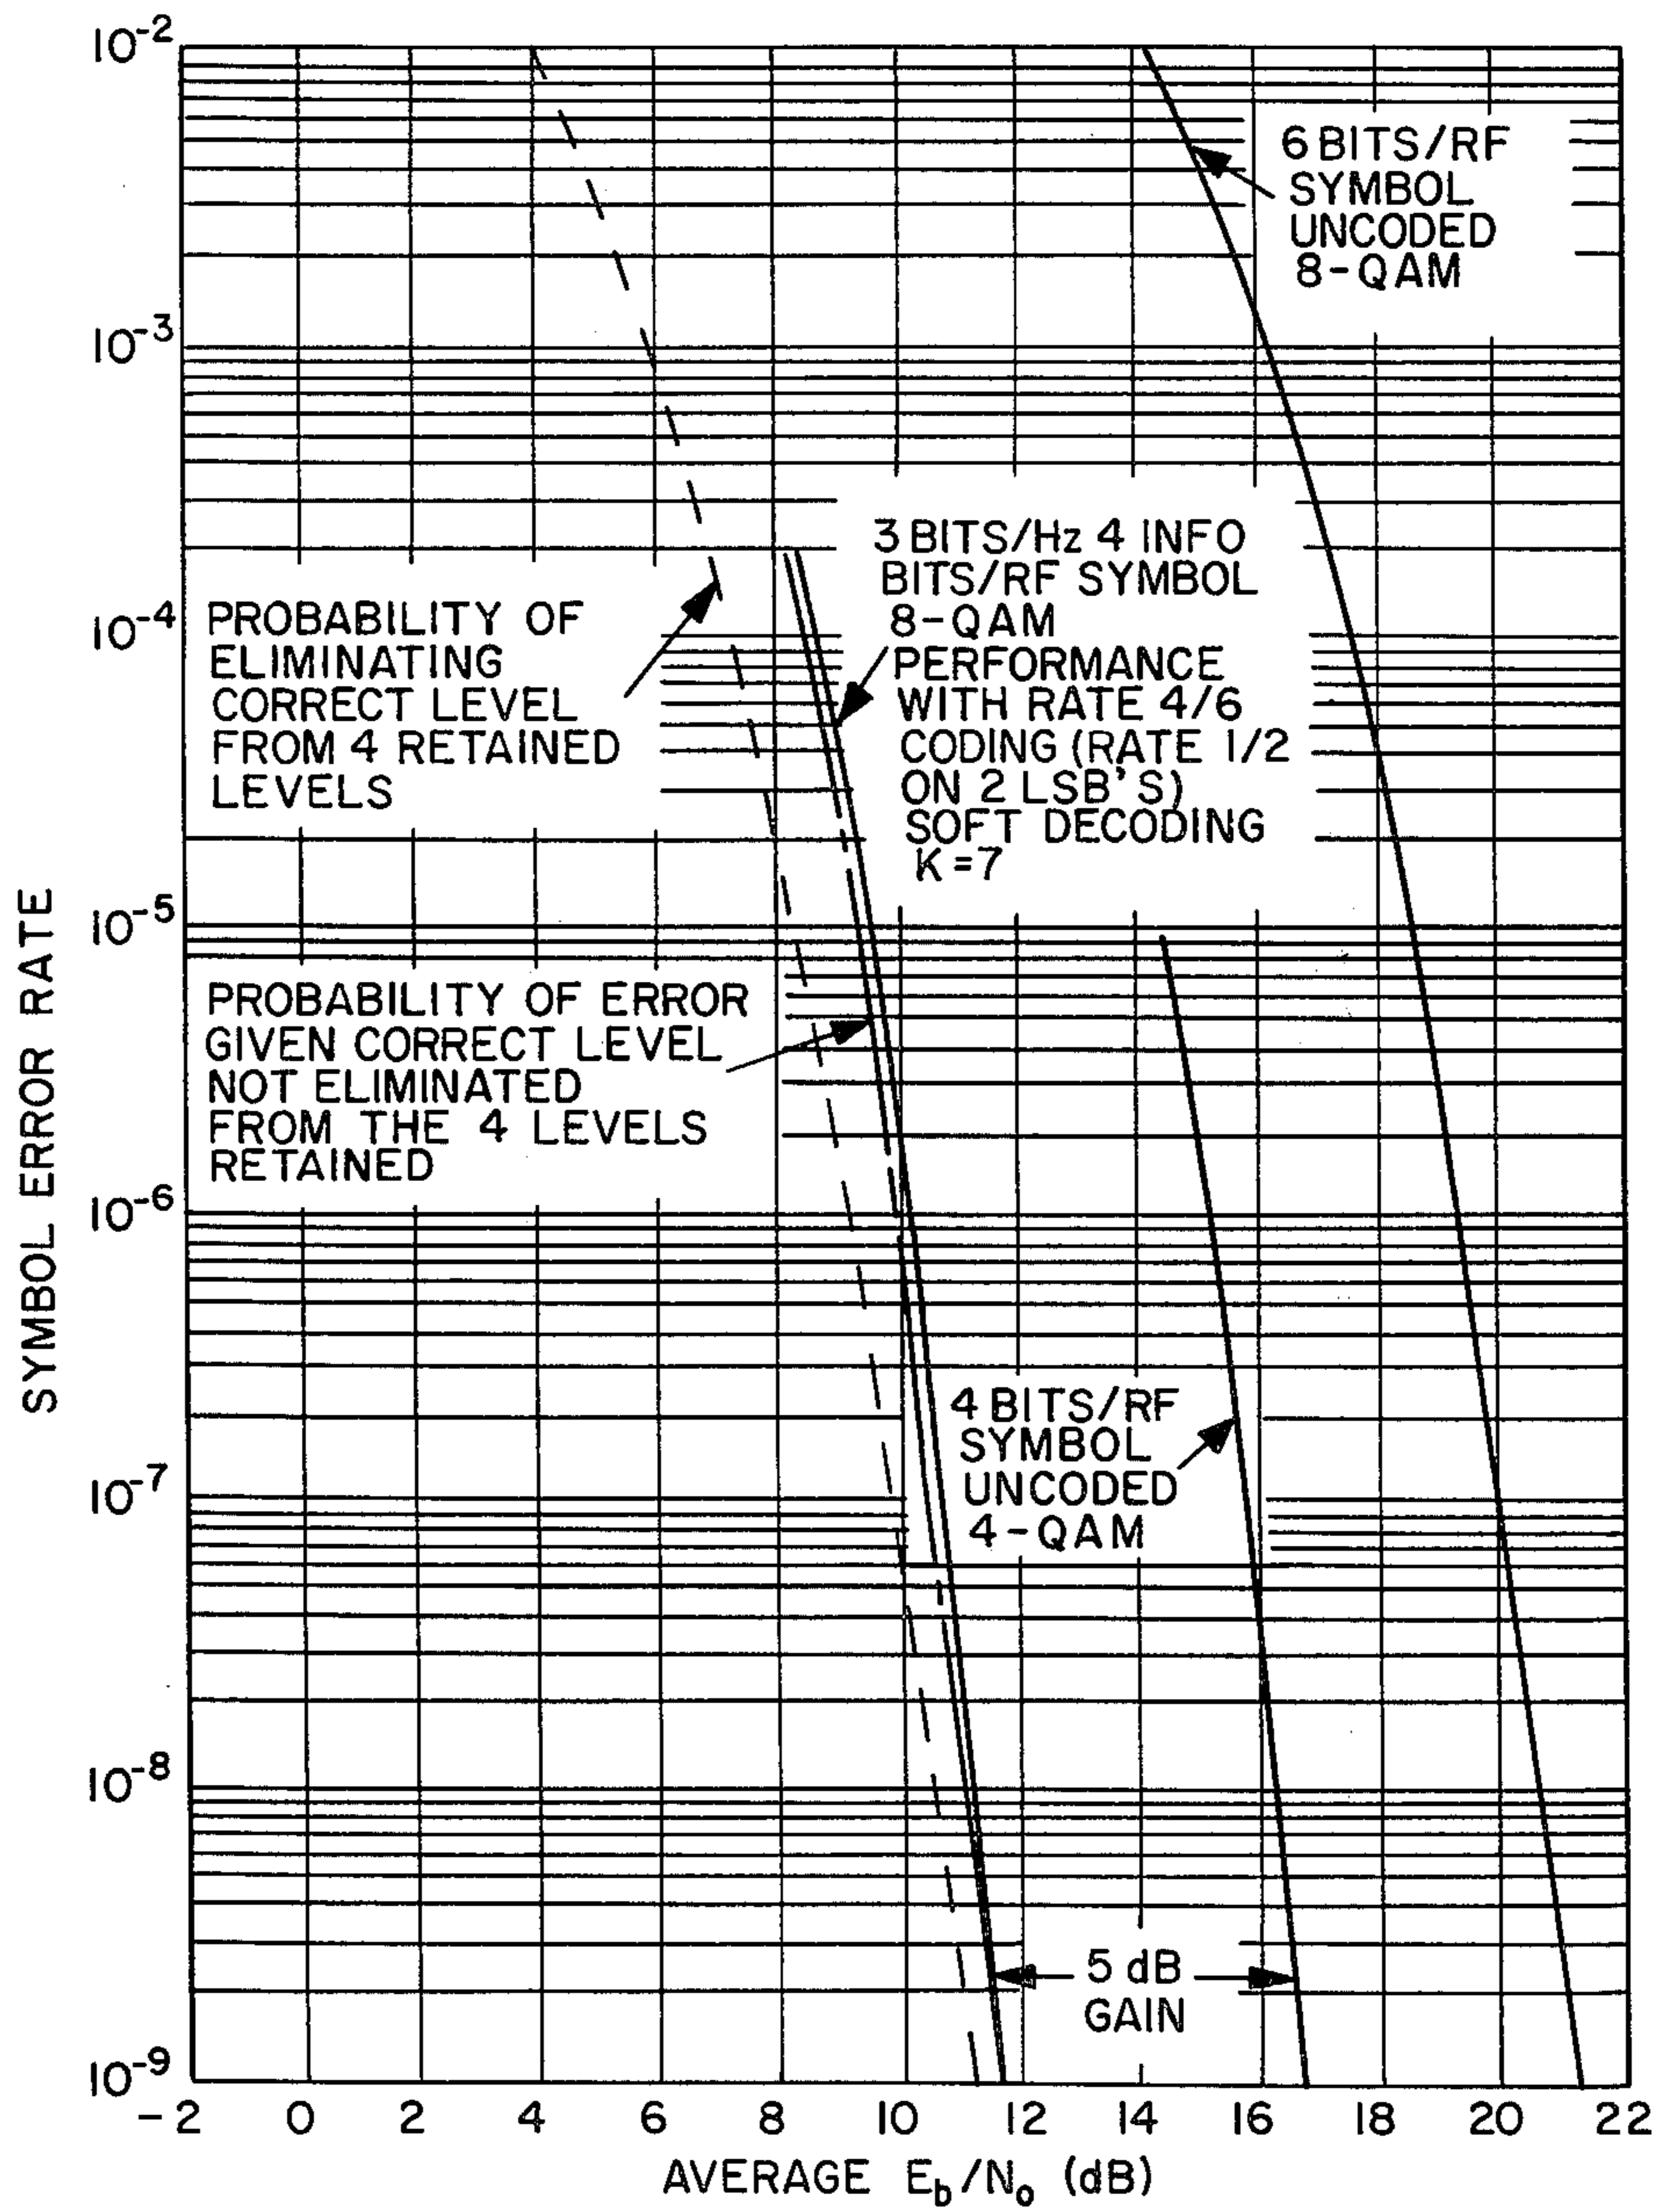 10-2
6 BITS/RF
SYMBOL
UNCODED
8-QAM
10-3
3 BITS/Hz 4 INFO
BITS/RF SYMBOL
8-QAM
PERFORMANCE
WITH RATE 4/6
CODING (RATE 1/2
ON 2 LSB'S)
SOFT DECODING
K=7
10-4
PROBABILITY OF
ELIMINATING
CORRECT LEVEL
FROM 4 RETAINED
LEVELS
10-5
PROBABILITY OF ERROR
GIVEN CORRECT LEVEL
NOT ELIMINATED
FROM THE 4 LEVELS
RETAINED
10-6
4 BITS/RF
SYMBOL
UNCODED
4-QAM
10-7
10-8
5 dB
GAIN
10-9
SYMBOL ERROR RATE
-2 0 2 4 6 8 10 12 14 16 18 20 22
AVERAGE Eb/No (dB)